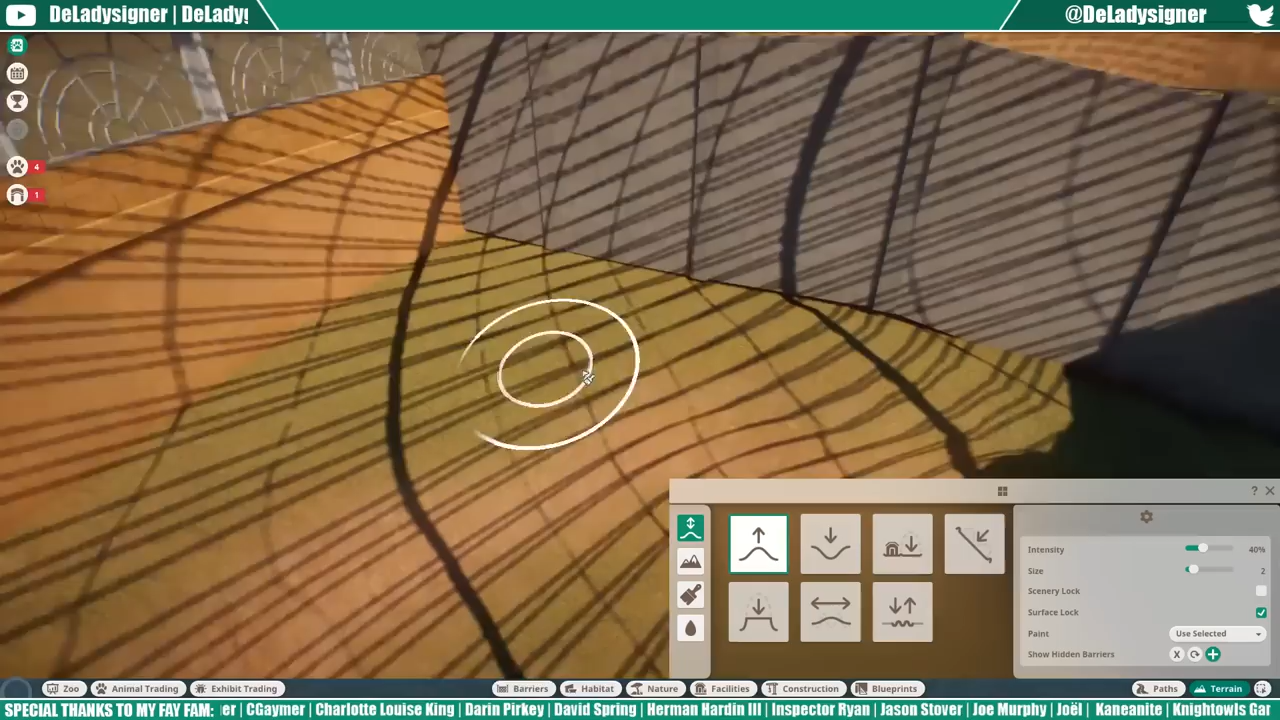 DeLadysigner | DeLady
@DeLadysigner
4
1
? X
Intensity 40%
Size 2
Scenery Lock
Surface Lock
Paint Use Selected
Show Hidden Barriers X
Zoo Animal Trading Exhibit Trading Barriers Habitat Nature Facilities Construction Blueprints Paths Terrain
SPECIAL THANKS TO MY FAY FAM: er | CGaymer | Charlotte Louise King | Darin Pirkey | David Spring | Herman Hardin III | Inspector Ryan | Jason Stover | Joe Murphy | Joël | Kaneanite | Knightowls Gar